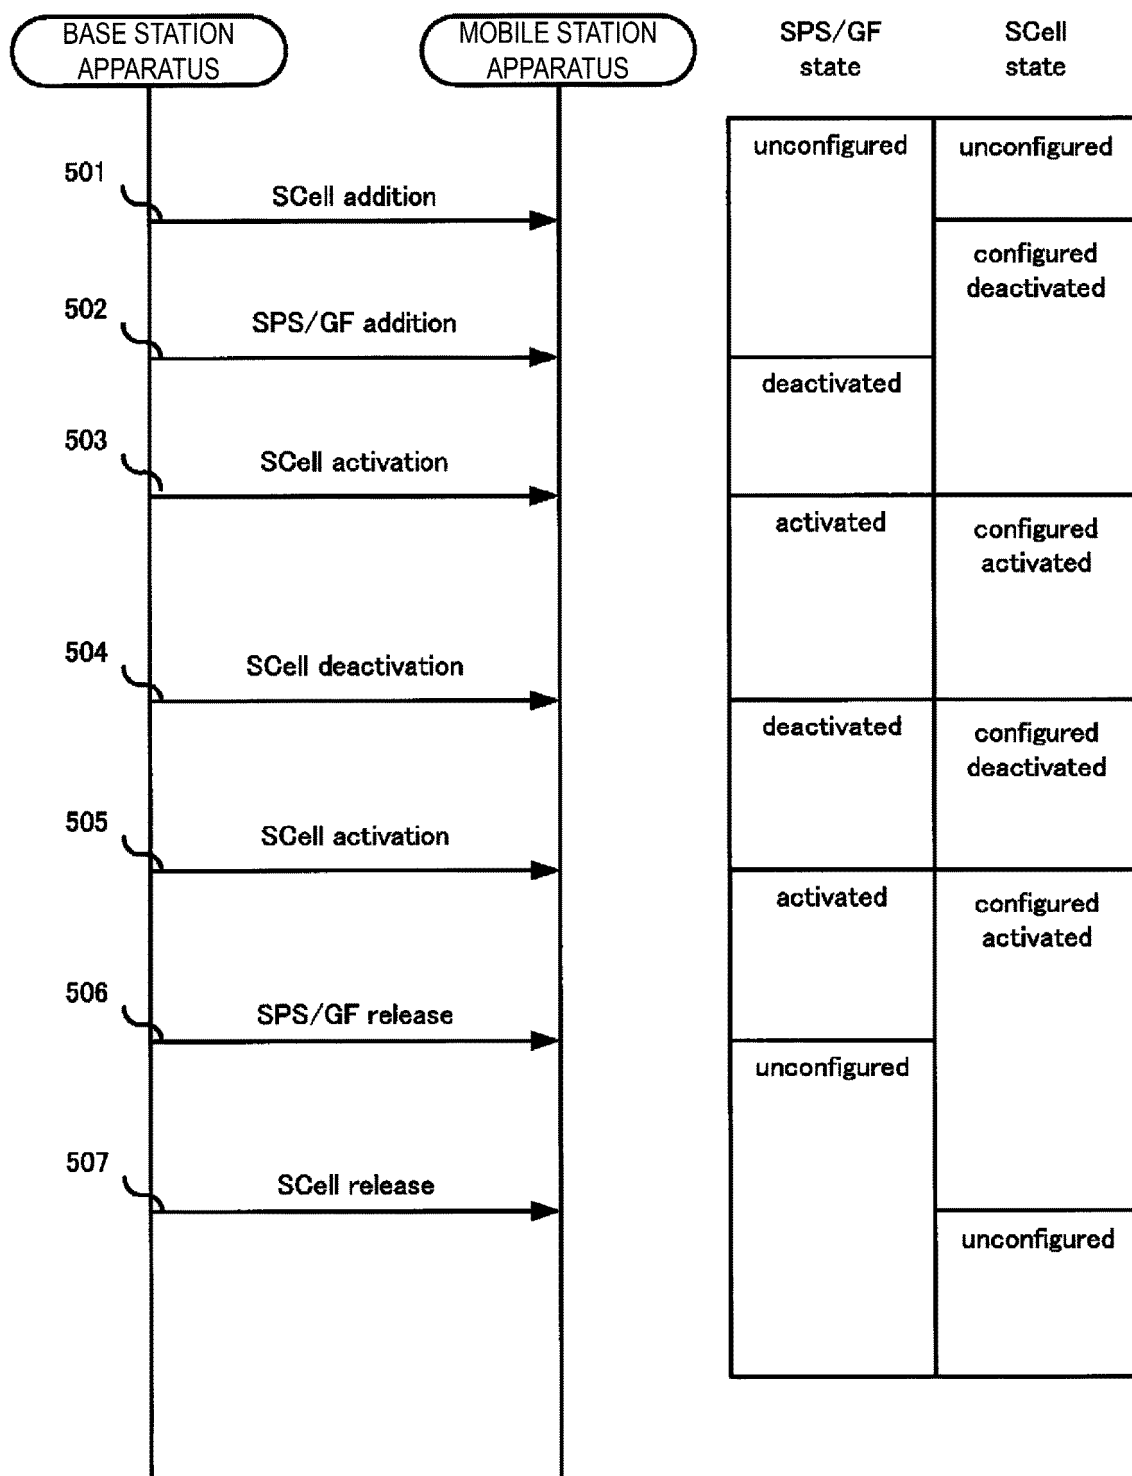 BASE STATION
APPARATUS
MOBILE STATION
APPARATUS
SPS/GF
state
SCell
state
unconfigured
unconfigured
501
SCell addition
configured
deactivated
502
SPS/GF addition
deactivated
503
SCell activation
activated
configured
activated
504
SCell deactivation
deactivated
configured
deactivated
505
SCell activation
activated
configured
activated
506
SPS/GF release
unconfigured
507
SCell release
unconfigured